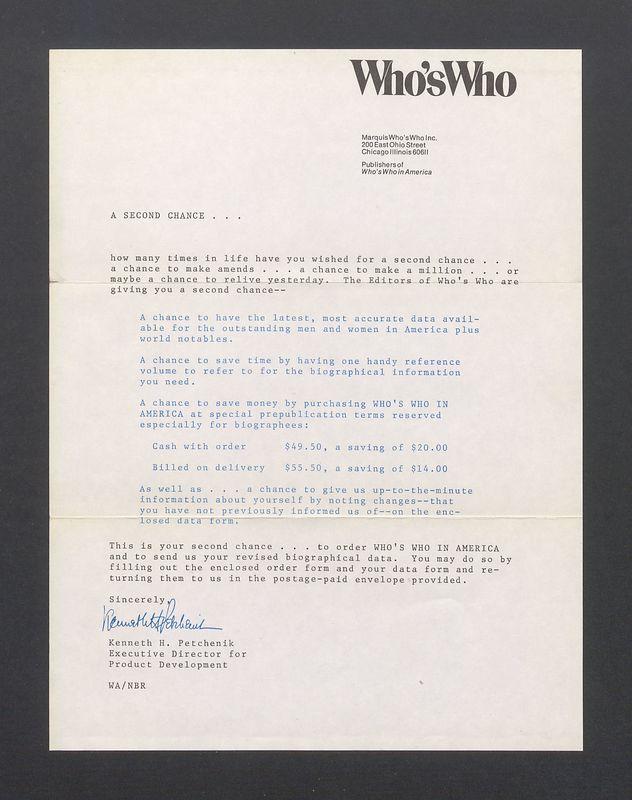 Who'sWho
Marquis Who's Who Inc.
200 East Ohio Street
Chicago Illinois 60611
Publishers of
Who's Who in America
A SECOND CHANCE . . .
how many times in life have you wished for a second chance . . .
a chance to make amends . . . a chance to make a million . . . or
maybe a chance to relive yesterday. The Editors of Who's Who are
giving you a second chance--
A chance to have the latest, most accurate data avail-
able for the outstanding men and women in America plus
world notables.
A chance to save time by having one handy reference
volume to refer to for the biographical information
you need.
A chance to save money by purchasing WHO'S WHO IN
AMERICA at special prepublication terms reserved
especially for biographees:
Cash with order $49.50, a saving of $20.00
Billed on delivery $55.50, a saving of $14.00
As well as . . . a chance to give us up-to-the-minute
information about yourself by noting changes--that
you have not previously informed us of--on the enc-
losed data form.
This is your second chance . . . to order WHO'S WHO IN AMERICA
and to send us your revised biographical data. You may do so by
filling out the enclosed order form and your data form and re-
turning them to us in the postage-paid envelope provided.
Sincerely,
Kenneth H. Petchenik
Kenneth H. Petchenik
Executive Director for
Product Development
WA/NBR